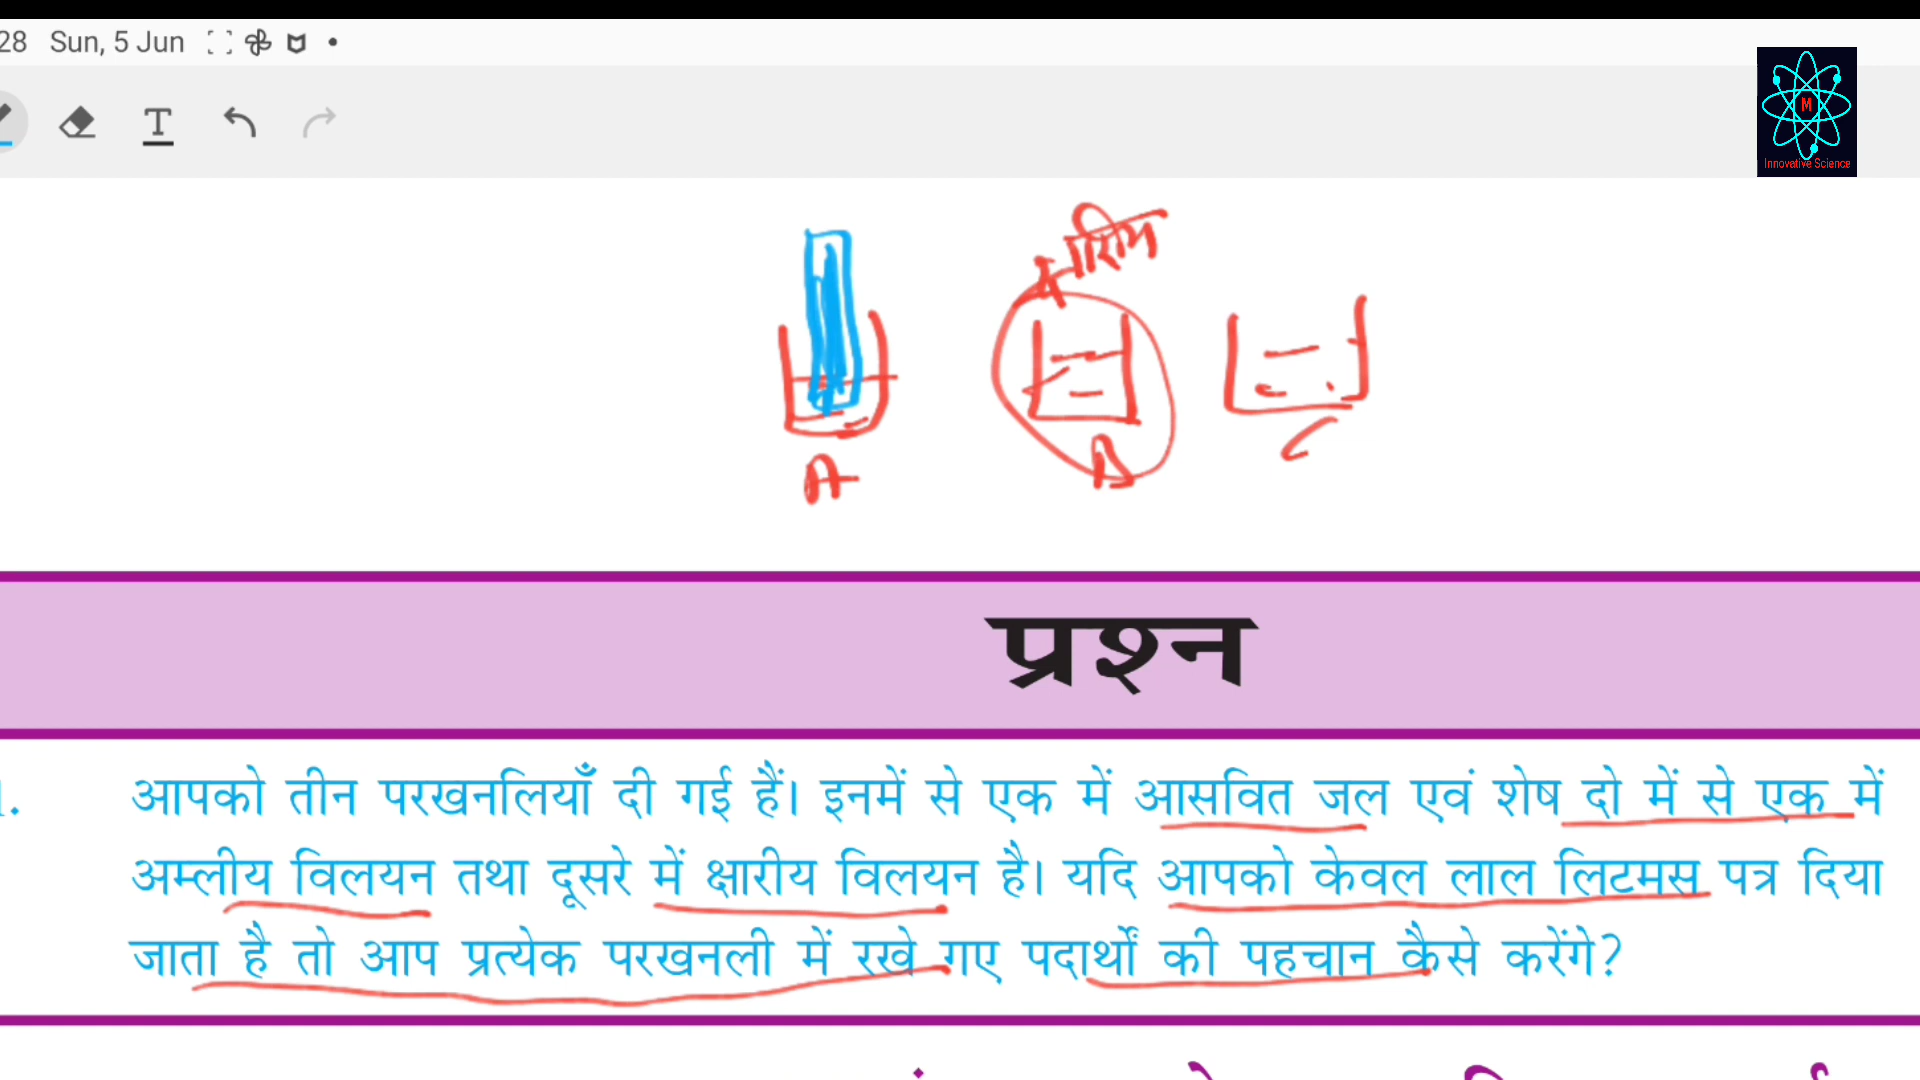 28 Sun, 5 Jun
T
M
Innovative Science
A
B
C
प्रश्न
1. आपको तीन परखनलियाँ दी गई हैं। इनमें से एक में आसवित जल एवं शेष दो में से एक में
अम्लीय विलयन तथा दूसरे में क्षारीय विलयन है। यदि आपको केवल लाल लिटमस पत्र दिया
जाता है तो आप प्रत्येक परखनली में रखे गए पदार्थों की पहचान कैसे करेंगे?